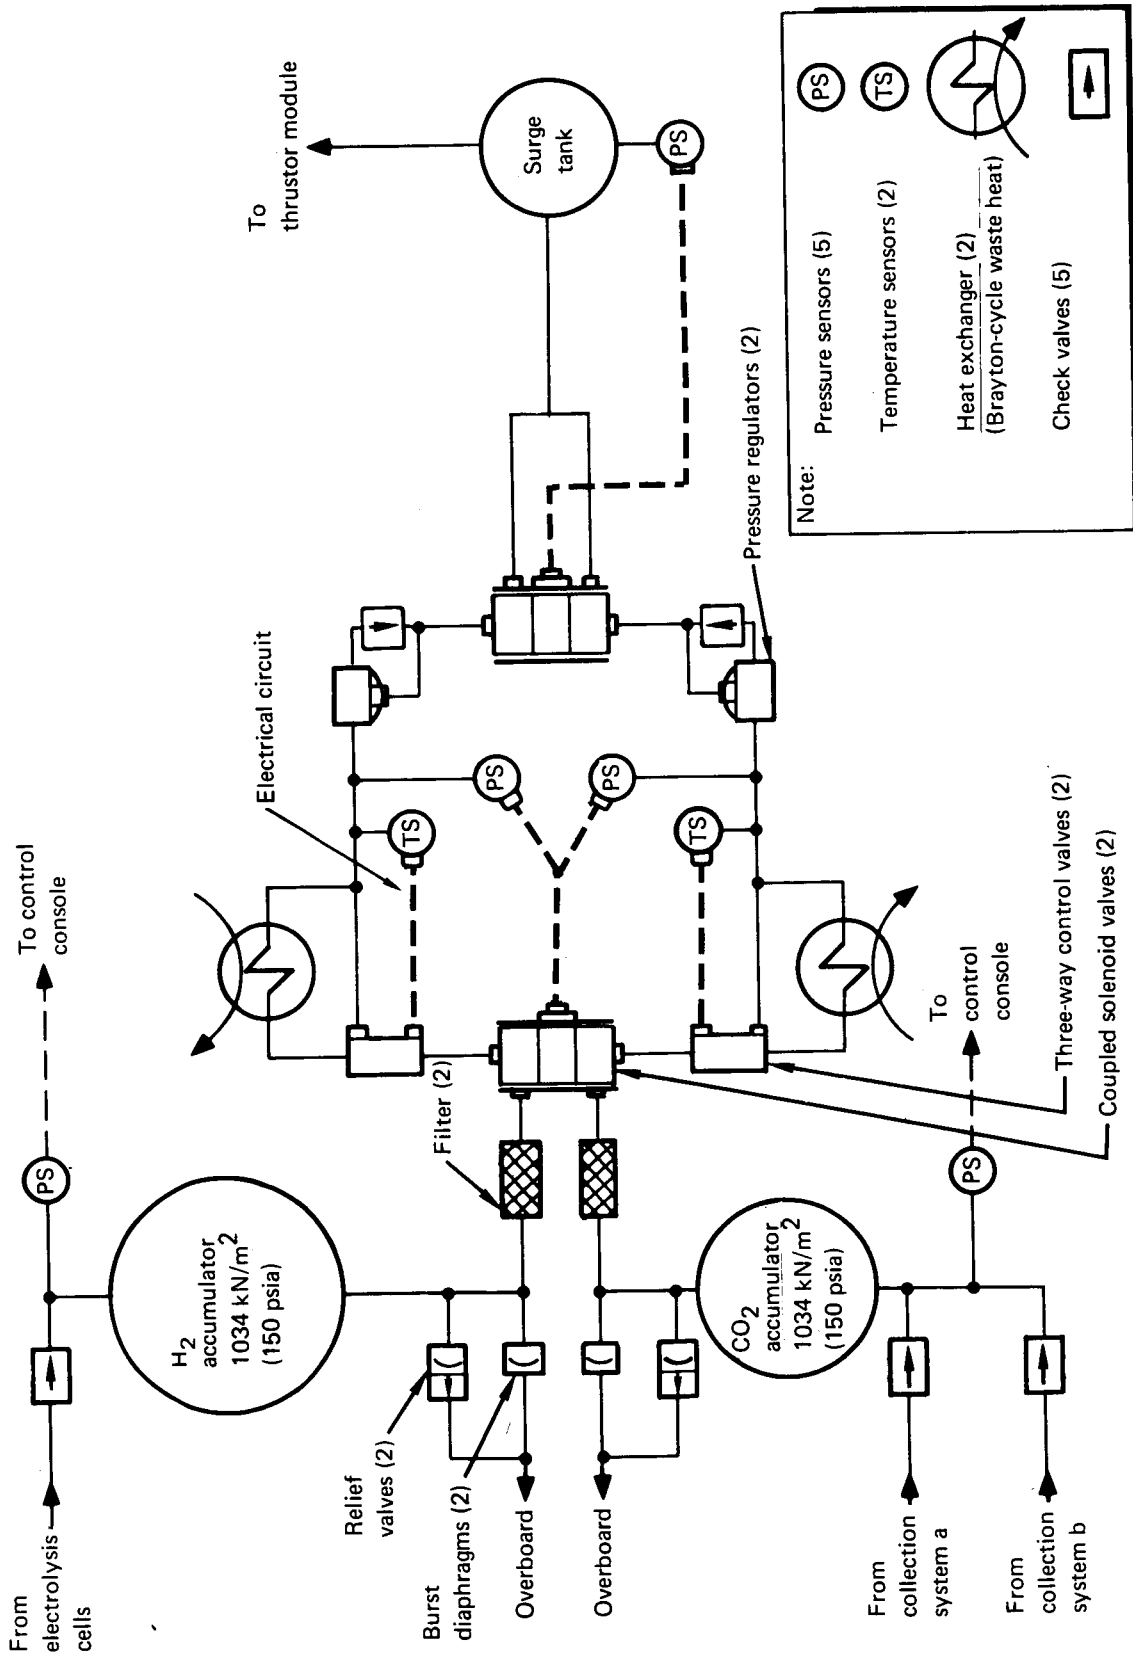 From
electrolysis
cells
To control
console
PS
H2
accumulator
1034 kN/m2
(150 psia)
Relief
valves (2)
Burst
diaphragms (2)
Overboard
Overboard
Filter (2)
Electrical circuit
TS
PS
PS
TS
To
thrustor module
Surge
tank
PS
Pressure regulators (2)
CO2
accumulator
1034 kN/m2
(150 psia)
From
collection
system a
From
collection
system b
PS
To
control
console
Three-way control valves (2)
Coupled solenoid valves (2)
Note:
Pressure sensors (5)
PS
Temperature sensors (2)
TS
Heat exchanger (2)
(Brayton-cycle waste heat)
Check valves (5)